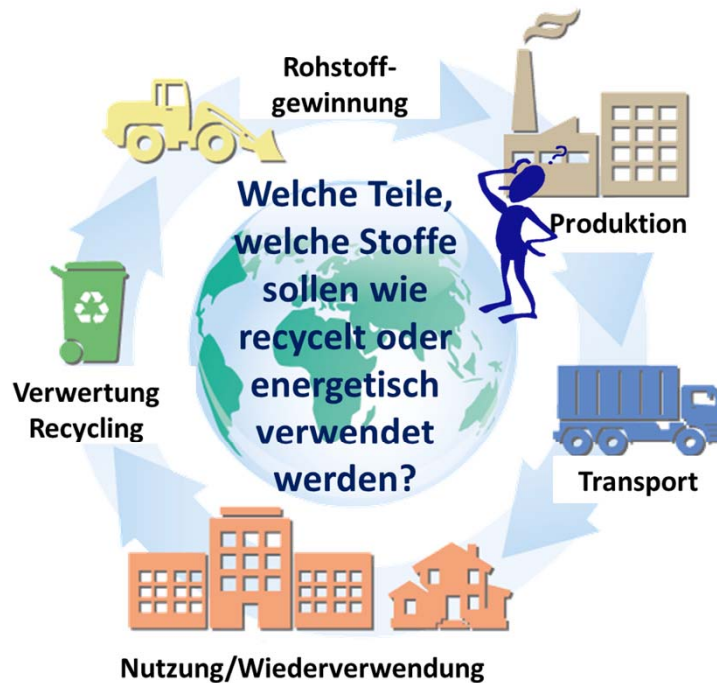 Rohstoff-
gewinnung
Welche Teile,
welche Stoffe
sollen wie
recycelt oder
energetisch
verwendet
werden?
?
Produktion
Transport
Nutzung/Wiederverwendung
Verwertung
Recycling